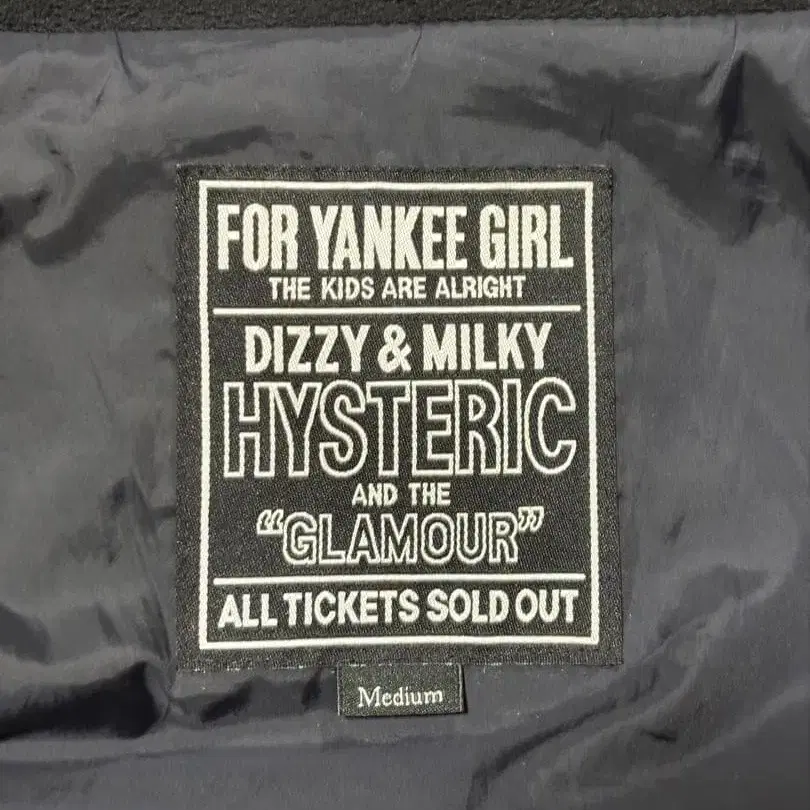 FOR YANKEE GIRL
THE KIDS ARE ALRIGHT
DIZZY & MILKY
HYSTERIC
AND THE
“GLAMOUR”
ALL TICKETS SOLD OUT
Medium